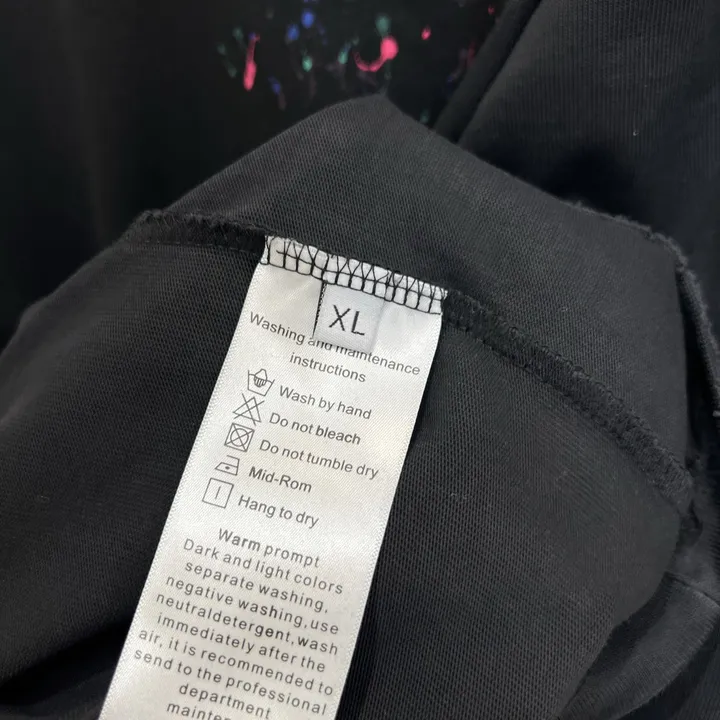 XL
Washing and maintenance
instructions
Wash by hand
Do not bleach
Do not tumble dry
Mid-Rom
Hang to dry
Warm prompt
Dark and light colors
separate washing,
negative washing,use
neutraldetergent,wash
immediately after the
air, it is recommended to
send to the professional
department